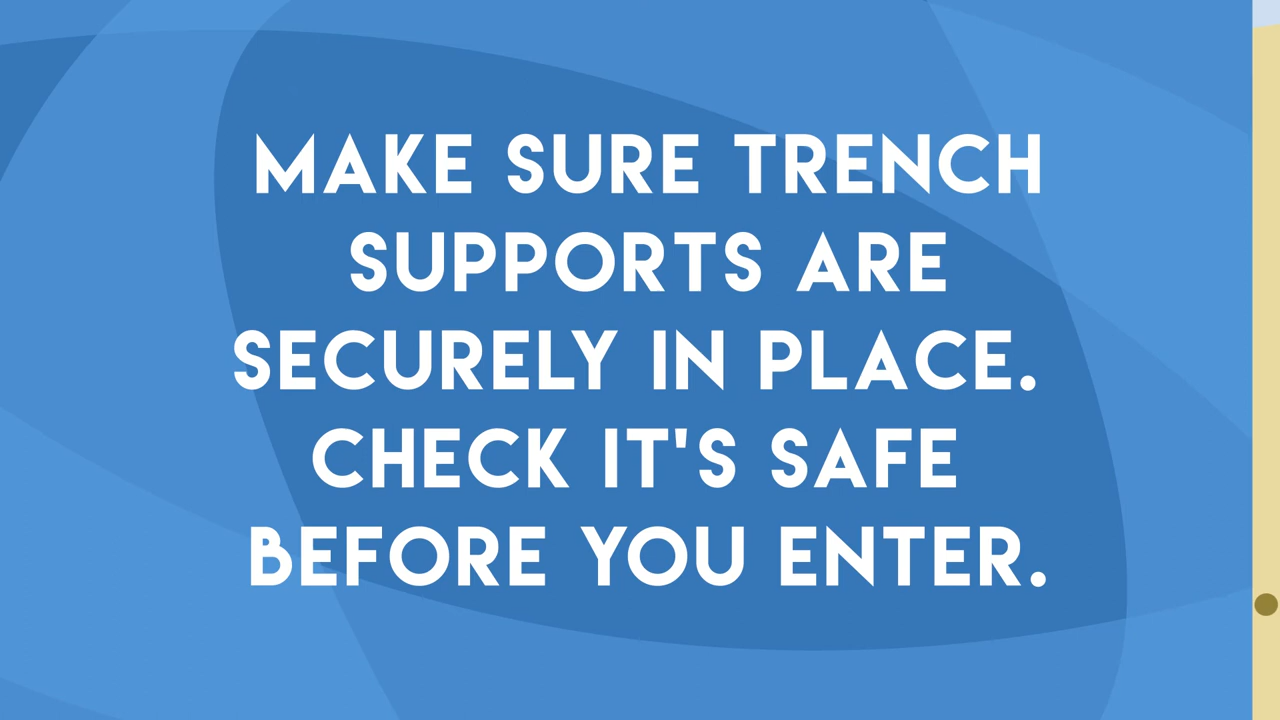 MAKE SURE TRENCH
SUPPORTS ARE
SECURELY IN PLACE.
CHECK IT'S SAFE
BEFORE YOU ENTER.